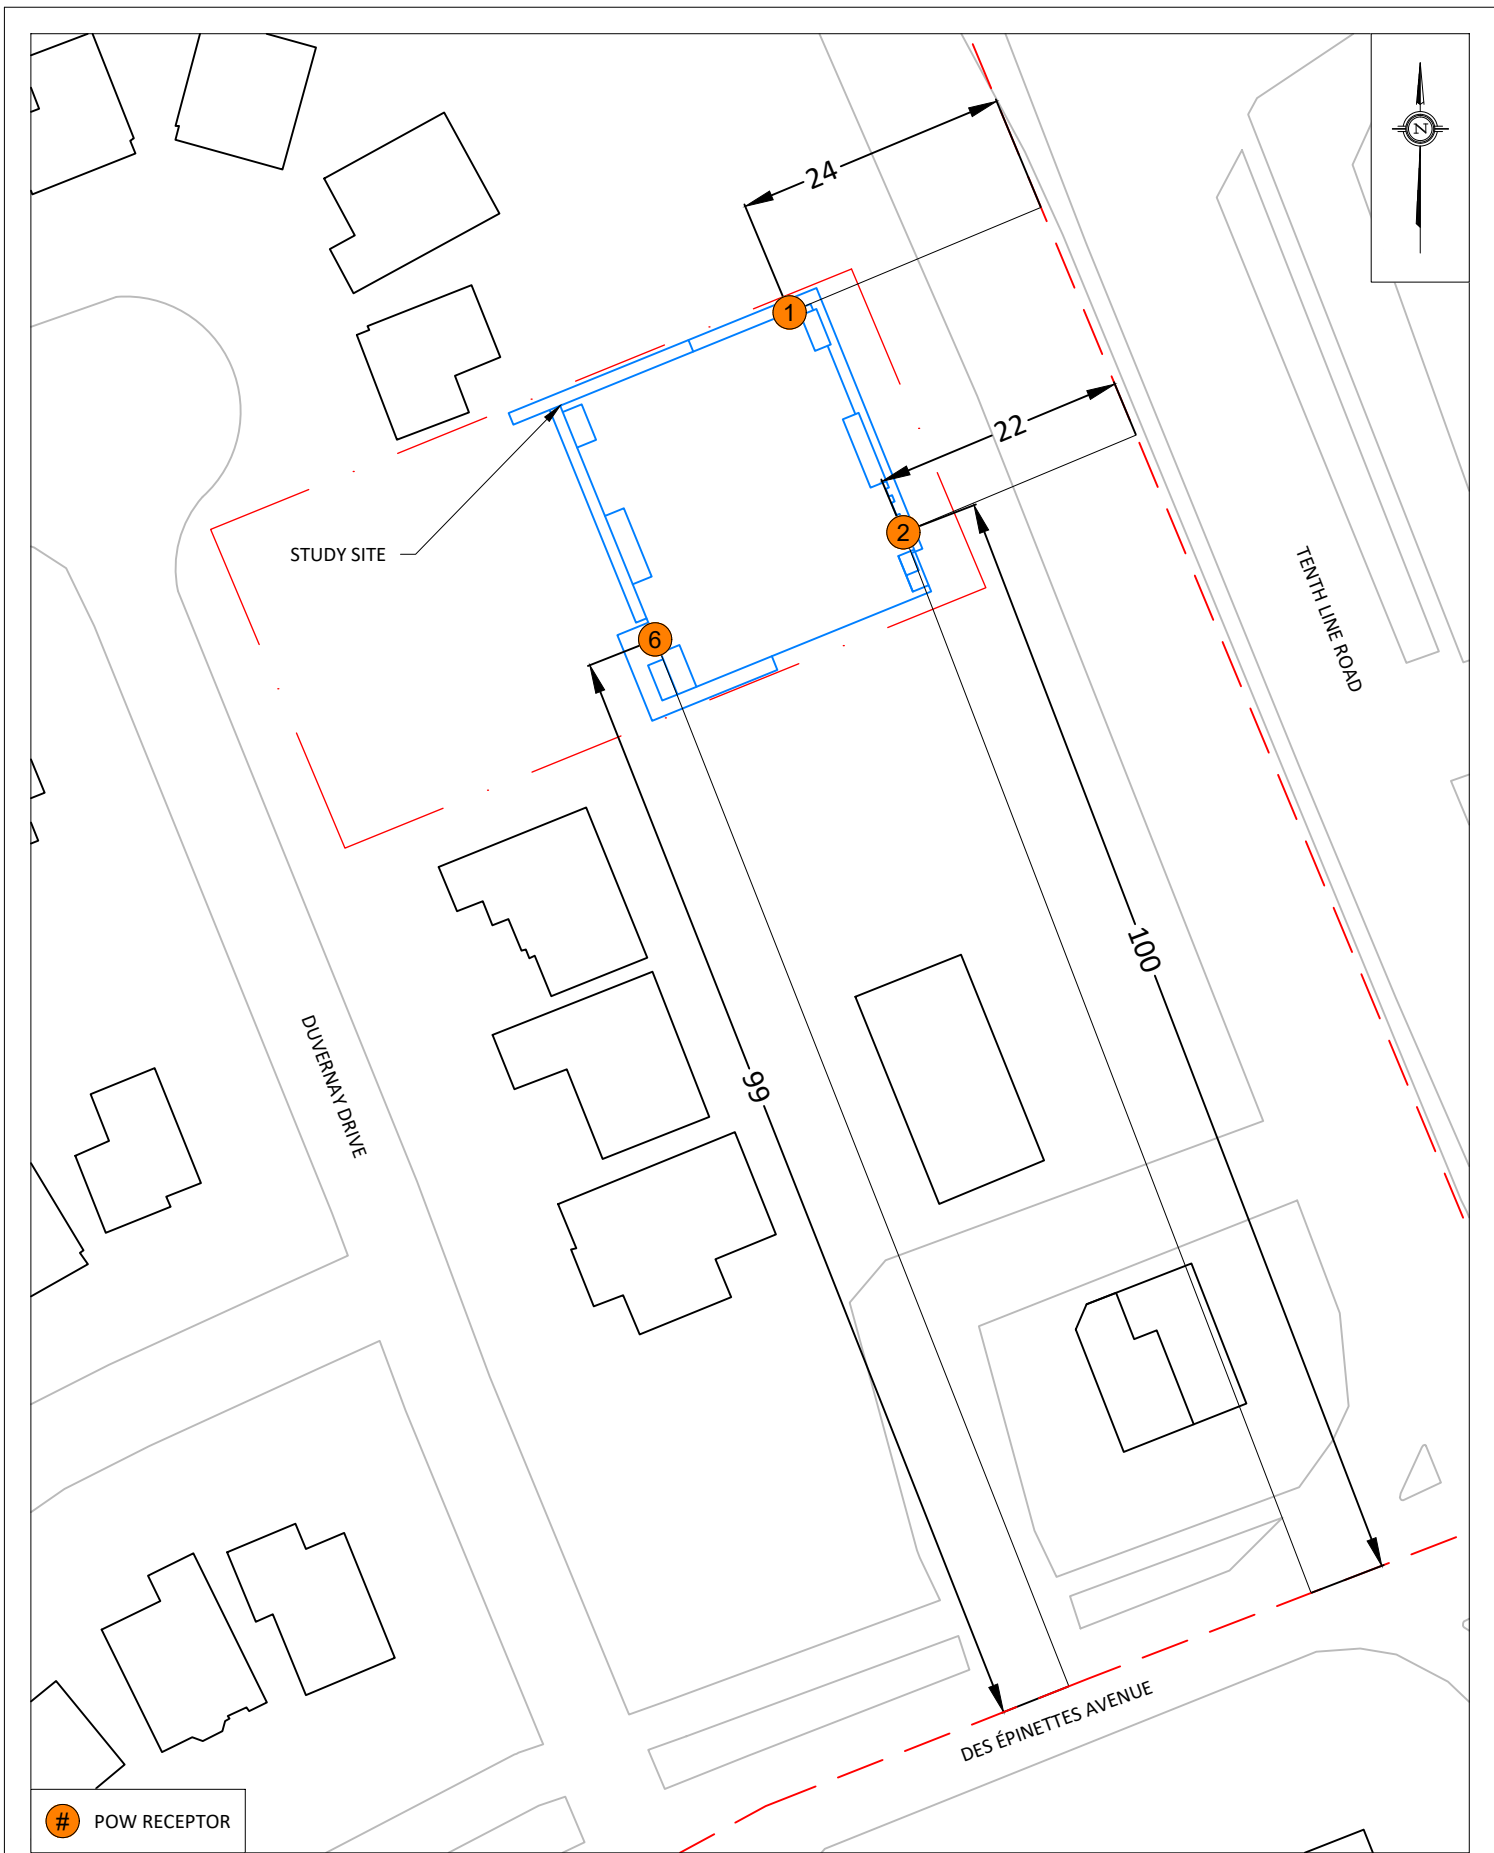 N
24
1
22
2
STUDY SITE
TENTH LINE ROAD
6
100
DUVERNAY DRIVE
99
DES ÉPINETTES AVENUE
# POW RECEPTOR